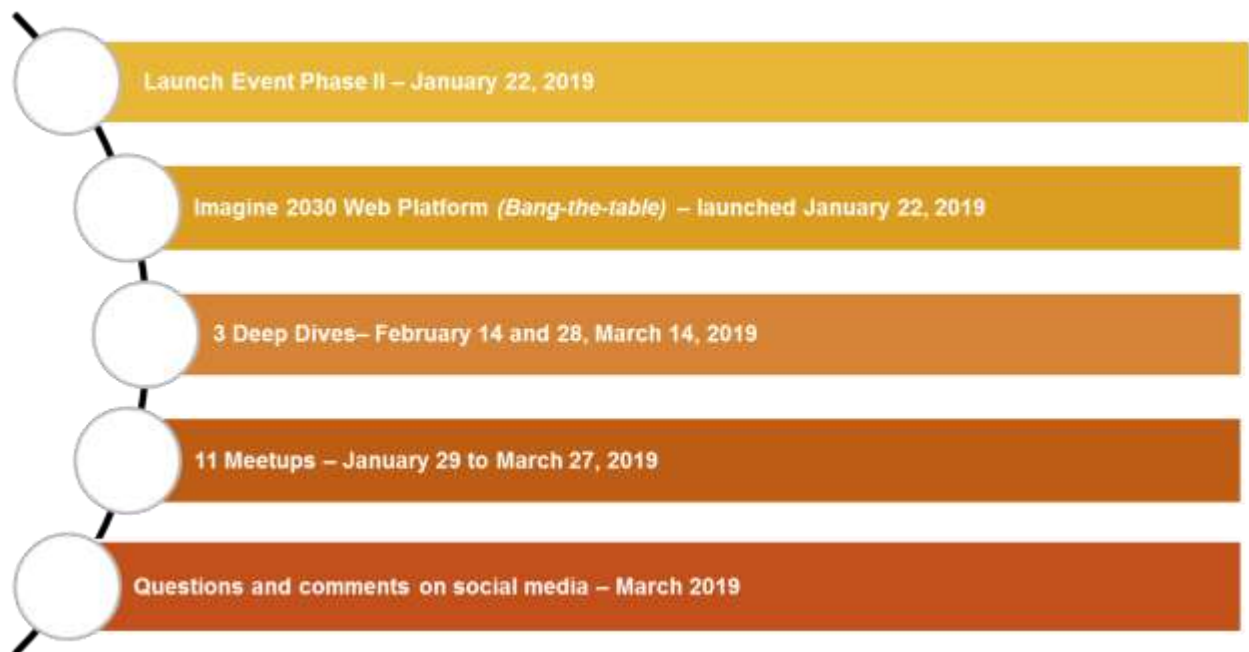 Launch Event Phase II – January 22, 2019
Imagine 2030 Web Platform (Bang-the-table) – launched January 22, 2019
3 Deep Dives– February 14 and 28, March 14, 2019
11 Meetups – January 29 to March 27, 2019
Questions and comments on social media – March 2019